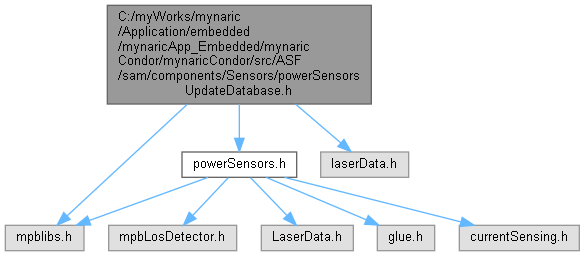 C:/myWorks/mynaric
/Application/embedded
/mynaricApp_Embedded/mynaric
Condor/mynaricCondor/src/ASF
/sam/components/Sensors/powerSensors
UpdateDatabase.h
powerSensors.h
laserData.h
mpblibs.h
mpbLosDetector.h
LaserData.h
glue.h
currentSensing.h